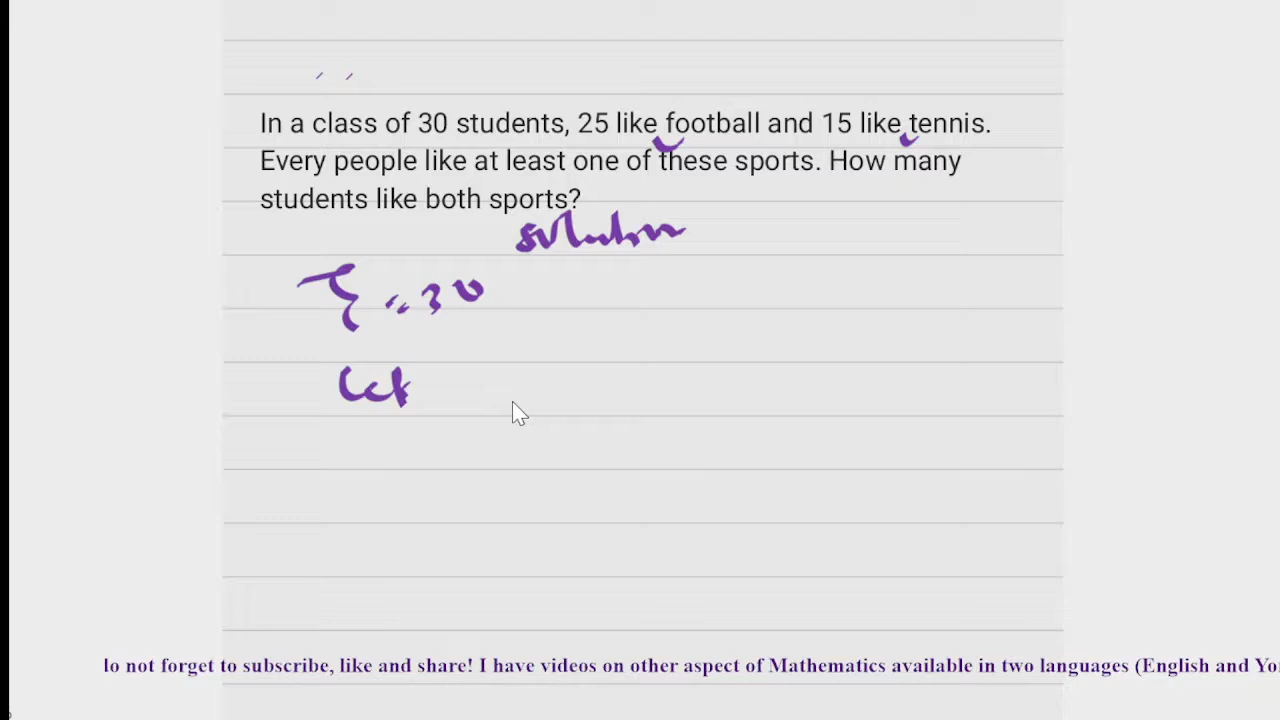 In a class of 30 students, 25 like football and 15 like tennis.
Every people like at least one of these sports. How many
students like both sports?
solution
ξ = 30
Let
lo not forget to subscribe, like and share! I have videos on other aspect of Mathematics available in two languages (English and Yor